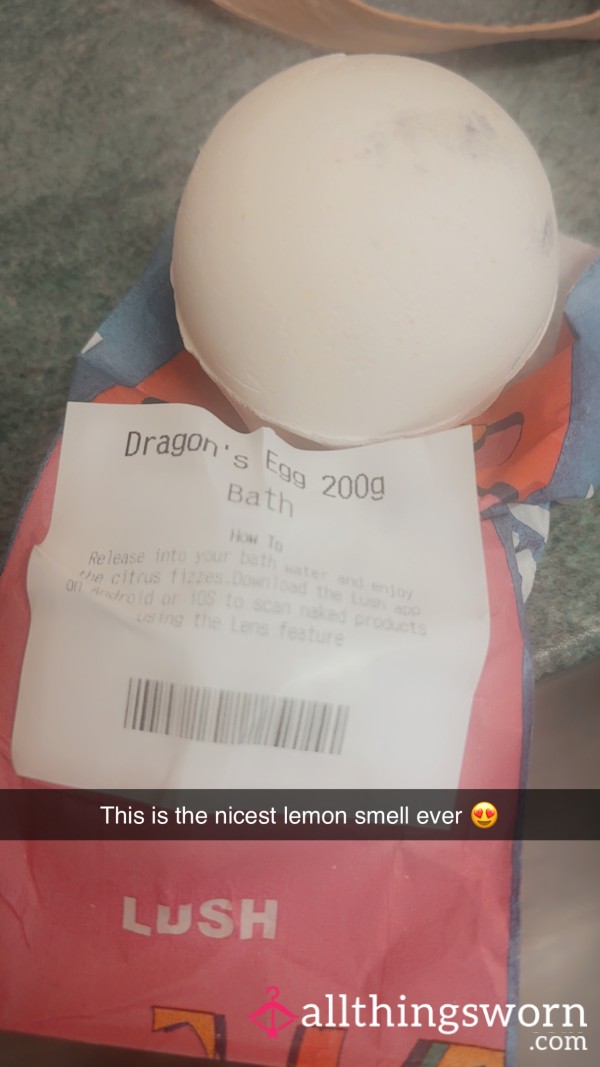 Dragon's Egg 200g
Bath
How To
Release into your bath water and enjoy
the citrus fizzes.Download the Lush app
on Android or iOS to scan naked products
using the Lens feature
This is the nicest lemon smell ever 😍
LUSH
allthingsworn
.com